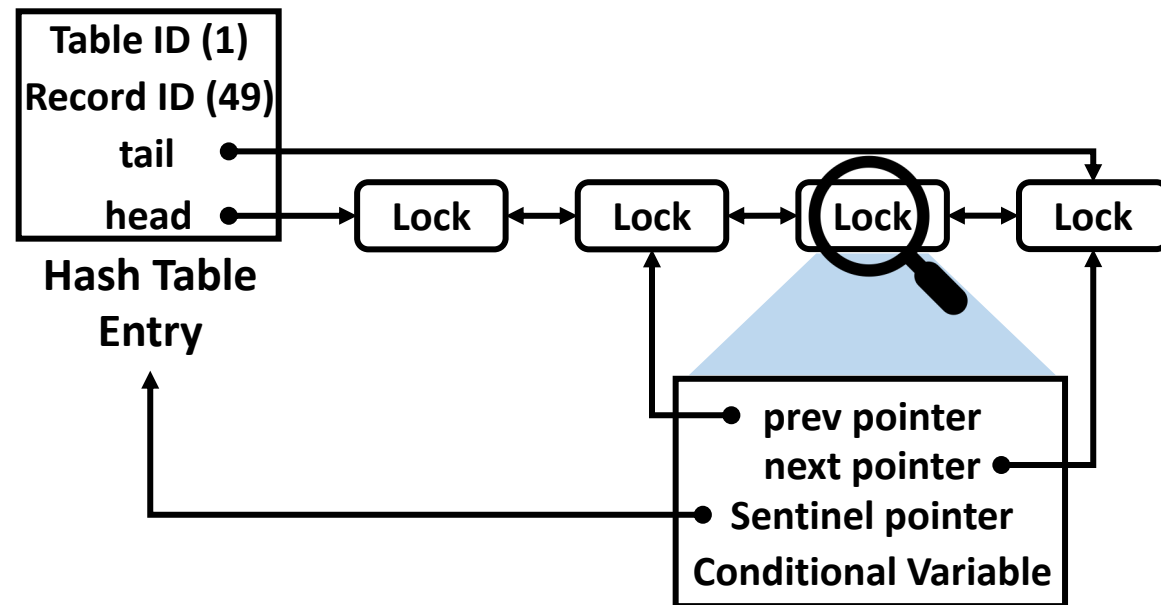 Table ID (1)
Record ID (49)
tail
head
Lock
Lock
Lock
Lock
Hash Table
Entry
prev pointer
next pointer
Sentinel pointer
Conditional Variable